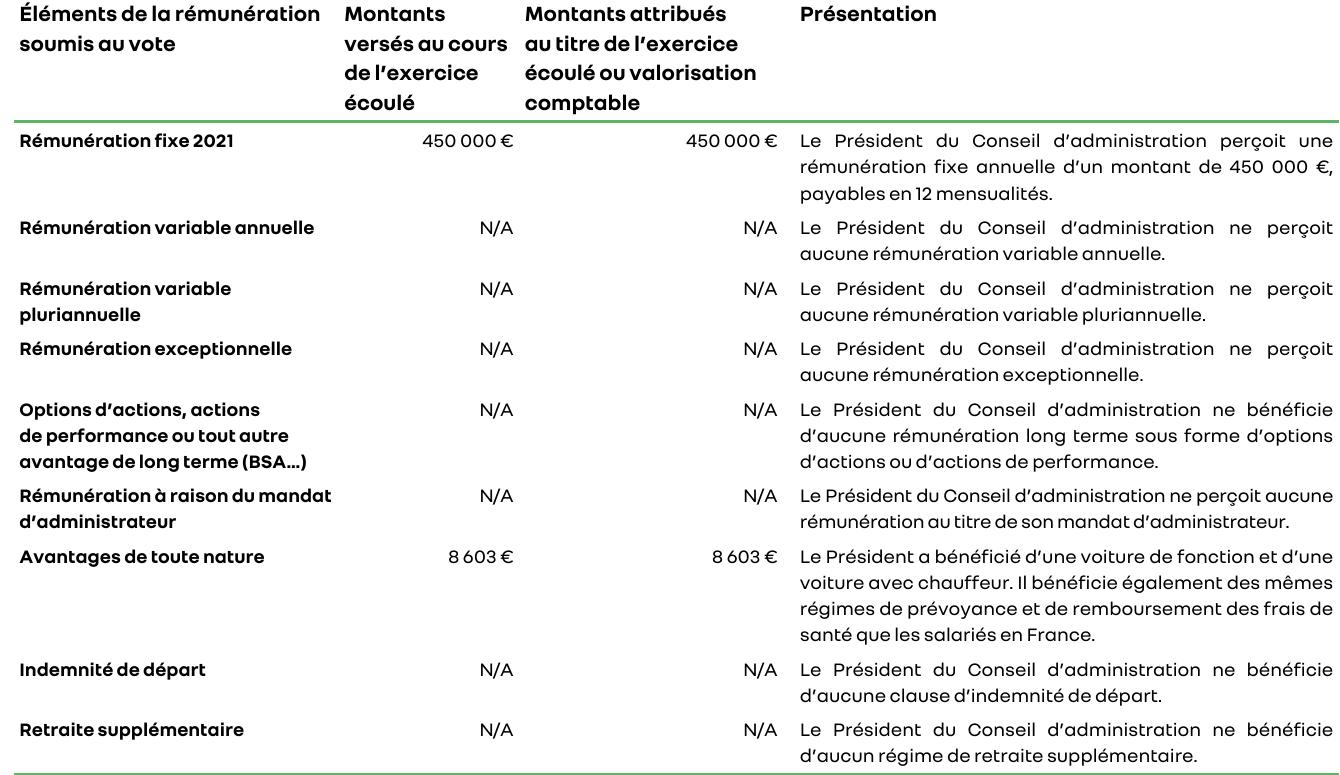 Éléments de la rémunération
soumis au vote
Montants
versés au cours
de l’exercice
écoulé
Montants attribués
au titre de l’exercice
écoulé ou valorisation
comptable
Présentation
Rémunération fixe 2021
450 000 €
450 000 €
Le Président du Conseil d’administration perçoit une
rémunération fixe annuelle d’un montant de 450 000 €,
payables en 12 mensualités.
Rémunération variable annuelle
N/A
N/A
Le Président du Conseil d’administration ne perçoit
aucune rémunération variable annuelle.
Rémunération variable
pluriannuelle
N/A
N/A
Le Président du Conseil d’administration ne perçoit
aucune rémunération variable pluriannuelle.
Rémunération exceptionnelle
N/A
N/A
Le Président du Conseil d’administration ne perçoit
aucune rémunération exceptionnelle.
Options d’actions, actions
de performance ou tout autre
avantage de long terme (BSA…)
N/A
N/A
Le Président du Conseil d’administration ne bénéficie
d’aucune rémunération long terme sous forme d’options
d’actions ou d’actions de performance.
Rémunération à raison du mandat
d’administrateur
N/A
N/A
Le Président du Conseil d’administration ne perçoit aucune
rémunération au titre de son mandat d’administrateur.
Avantages de toute nature
8 603 €
8 603 €
Le Président a bénéficié d’une voiture de fonction et d’une
voiture avec chauffeur. Il bénéficie également des mêmes
régimes de prévoyance et de remboursement des frais de
santé que les salariés en France.
Indemnité de départ
N/A
N/A
Le Président du Conseil d’administration ne bénéficie
d’aucune clause d’indemnité de départ.
Retraite supplémentaire
N/A
N/A
Le Président du Conseil d’administration ne bénéficie
d’aucun régime de retraite supplémentaire.